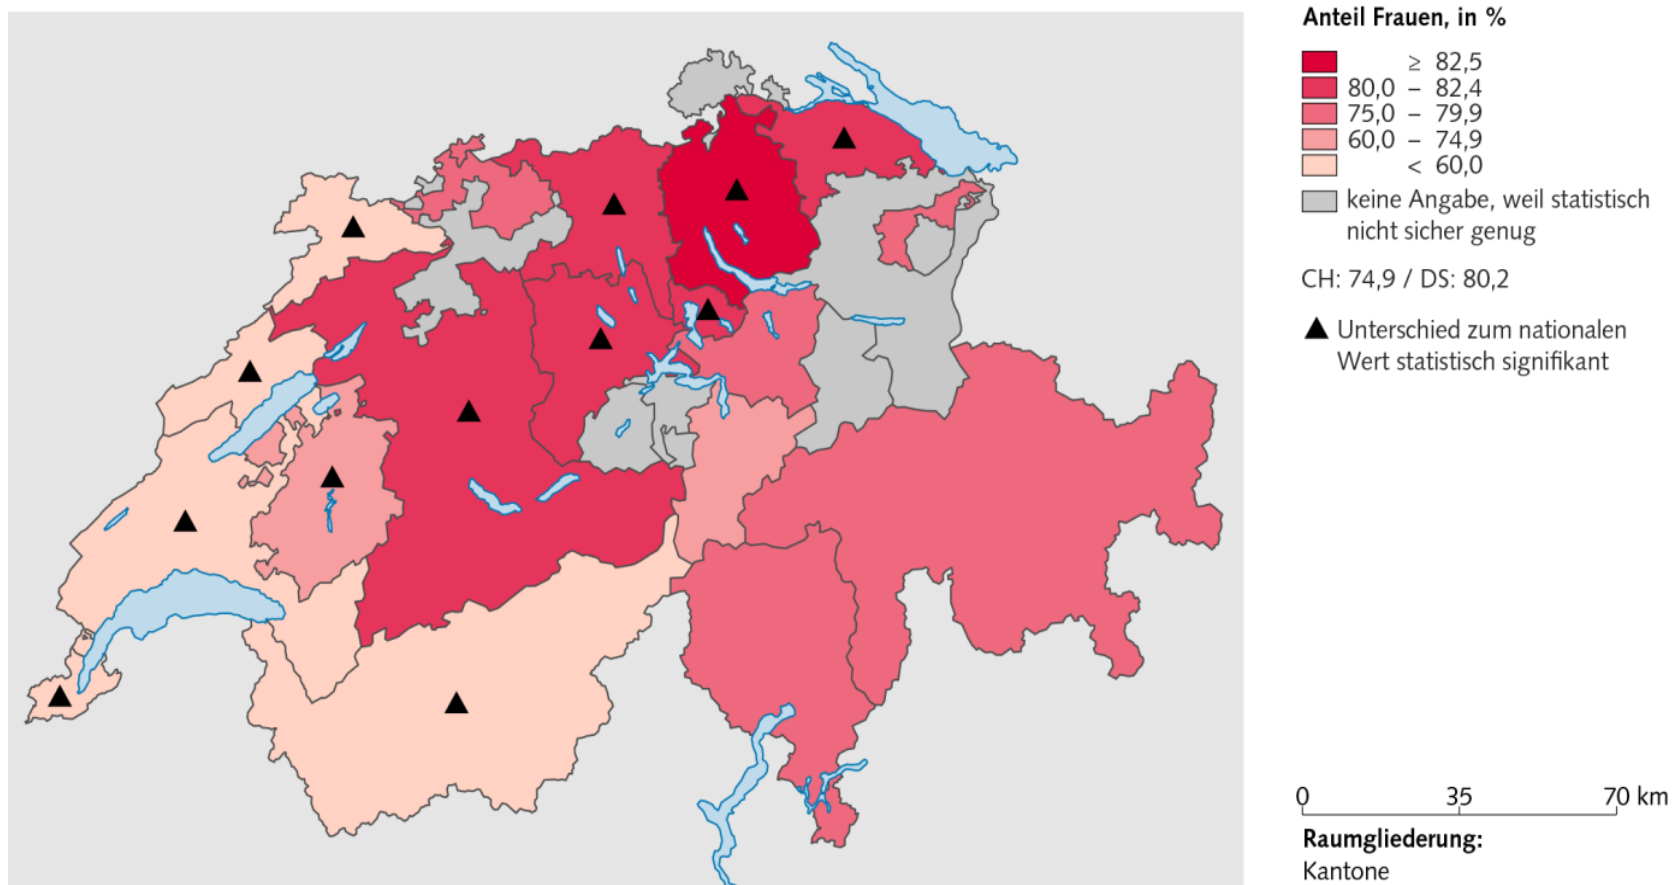 Anteil Frauen, in %
≥ 82,5
80,0 – 82,4
75,0 – 79,9
60,0 – 74,9
< 60,0
keine Angabe, weil statistisch
nicht sicher genug
CH: 74,9 / DS: 80,2
Unterschied zum nationalen
Wert statistisch signifikant
0 35 70 km
Raumgliederung:
Kantone